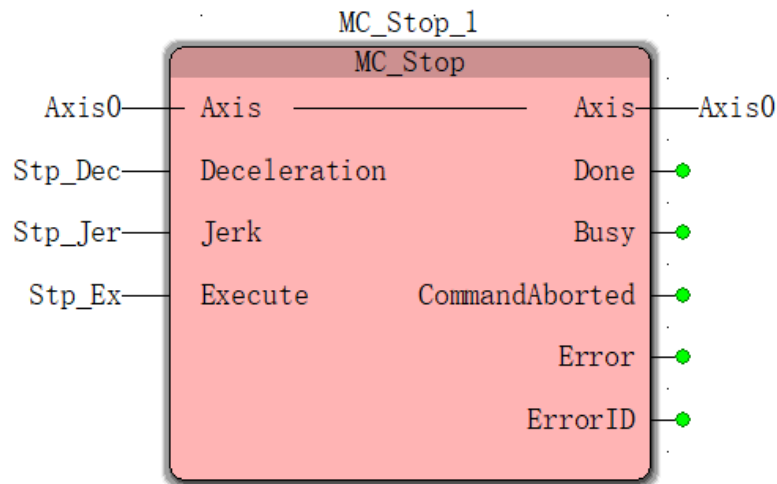 MC_Stop_1
MC_Stop
Axis0 Axis Axis Axis0
Stp_Dec Deceleration Done
Stp_Jer Jerk Busy
Stp_Ex Execute CommandAborted
Error
ErrorID